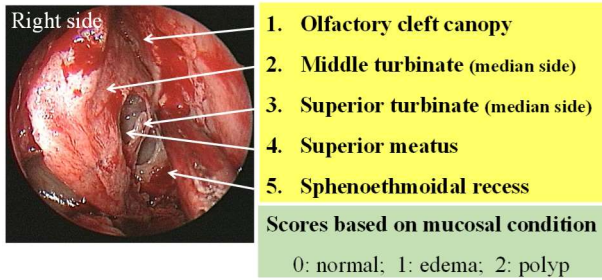 Right side
1. Olfactory cleft canopy
2. Middle turbinate (median side)
3. Superior turbinate (median side)
4. Superior meatus
5. Sphenoethmoidal recess
Scores based on mucosal condition
0: normal; 1: edema; 2: polyp